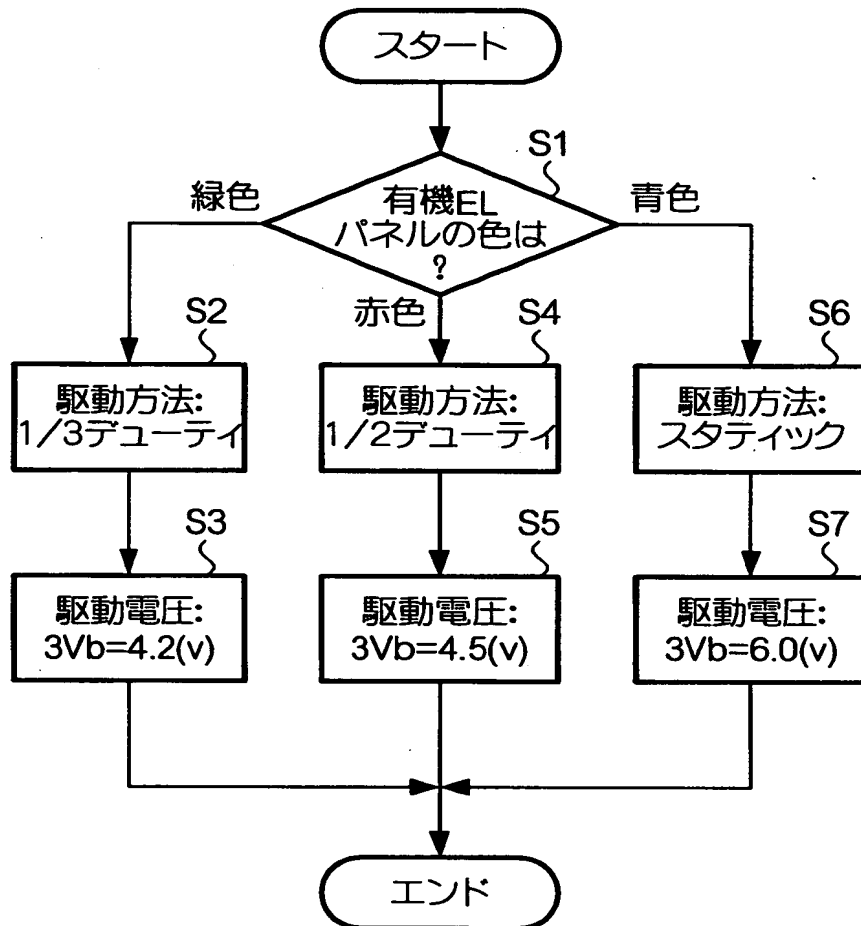 スタート
S1
有機EL
パネルの色は
?
緑色
赤色
青色
S2
駆動方法:
1/3デューティ
S4
駆動方法:
1/2デューティ
S6
駆動方法:
スタティック
S3
駆動電圧:
3Vb=4.2(v)
S5
駆動電圧:
3Vb=4.5(v)
S7
駆動電圧:
3Vb=6.0(v)
エンド